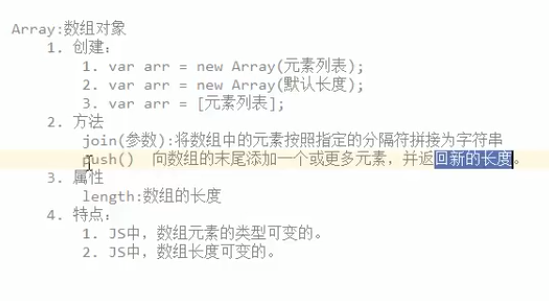 Array:数组对象
1. 创建:
1. var arr = new Array(元素列表);
2. var arr = new Array(默认长度);
3. var arr = [元素列表];
2. 方法
join(参数):将数组中的元素按照指定的分隔符拼接为字符串
push() 向数组的末尾添加一个或更多元素，并返回新的长度。
3. 属性
length:数组的长度
4. 特点:
1. JS中，数组元素的类型可变的。
2. JS中，数组长度可变的。